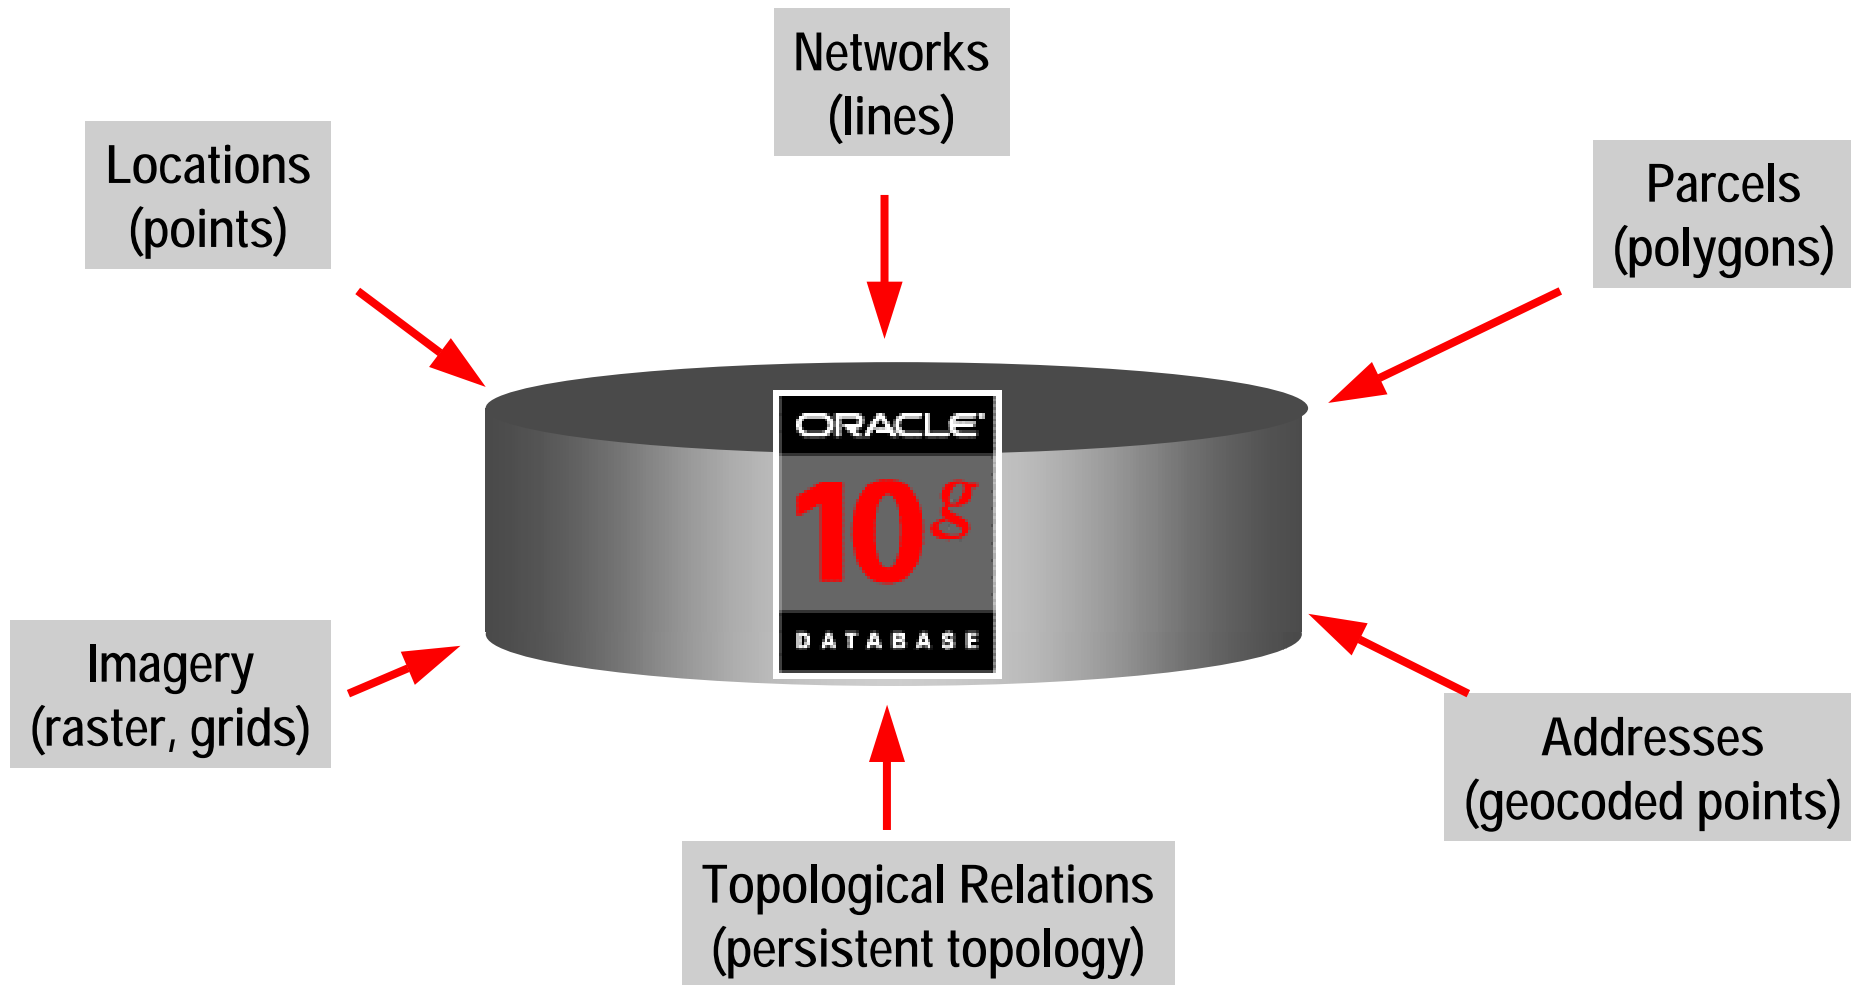 Networks
(lines)
Locations
(points)
Parcels
(polygons)
ORACLE
10g
DATABASE
Imagery
(raster, grids)
Addresses
(geocoded points)
Topological Relations
(persistent topology)